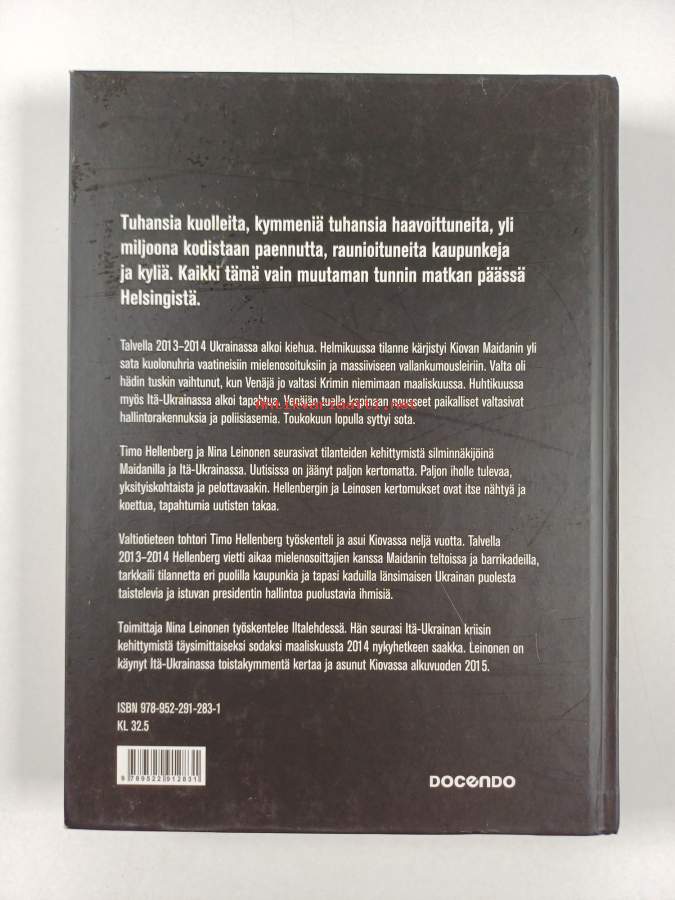 Tuhansia kuolleita, kymmeniä tuhansia haavoittuneita, yli
miljoona kodistaan paennutta, raunioituneita kaupunkeja
ja kyliä. Kaikki tämä vain muutaman tunnin matkan päässä
Helsingistä.
Talvella 2013–2014 Ukrainassa alkoi kiehua. Helmikuussa tilanne kärjistyi Kiovan Maidanin yli
sata kuolonuhria vaatineisiin mielenosoituksiin ja massiiviseen vallankumousleiriin. Valta oli
hädin tuskin vaihtunut, kun Venäjä jo valtasi Krimin niemimaan maaliskuussa. Huhtikuussa
myös Itä-Ukrainassa alkoi tapahtua. Venäjän tuella kapinaan nousseet paikalliset valtasivat
Antikvariaatti.net
hallintorakennuksia ja poliisiasemia. Toukokuun lopulla syttyi sota.
Timo Hellenberg ja Nina Leinonen seurasivat tilanteiden kehittymistä silminnäkijöinä
Maidanilla ja Itä-Ukrainassa. Uutisissa on jäänyt paljon kertomatta. Paljon iholle tulevaa,
yksityiskohtaista ja pelottavaakin. Hellenbergin ja Leinosen kertomukset ovat itse nähtyä ja
koettua, tapahtumia uutisten takaa.
Valtiotieteen tohtori Timo Hellenberg työskenteli ja asui Kiovassa neljä vuotta. Talvella
2013–2014 Hellenberg vietti aikaa mielenosoittajien kanssa Maidanin teltoissa ja barrikadeilla,
tarkkaili tilannetta eri puolilla kaupunkia ja tapasi kaduilla länsimaisen Ukrainan puolesta
taistelevia ja istuvan presidentin hallintoa puolustavia ihmisiä.
Toimittaja Nina Leinonen työskentelee Iltalehdessä. Hän seurasi Itä-Ukrainan kriisin
kehittymistä täysimittaiseksi sodaksi maaliskuusta 2014 nykyhetkeen saakka. Leinonen on
käynyt Itä-Ukrainassa toistakymmentä kertaa ja asunut Kiovassa alkuvuoden 2015.
ISBN 978-952-291-283-1
KL 32.5
9 789522 912831
DOCENDO